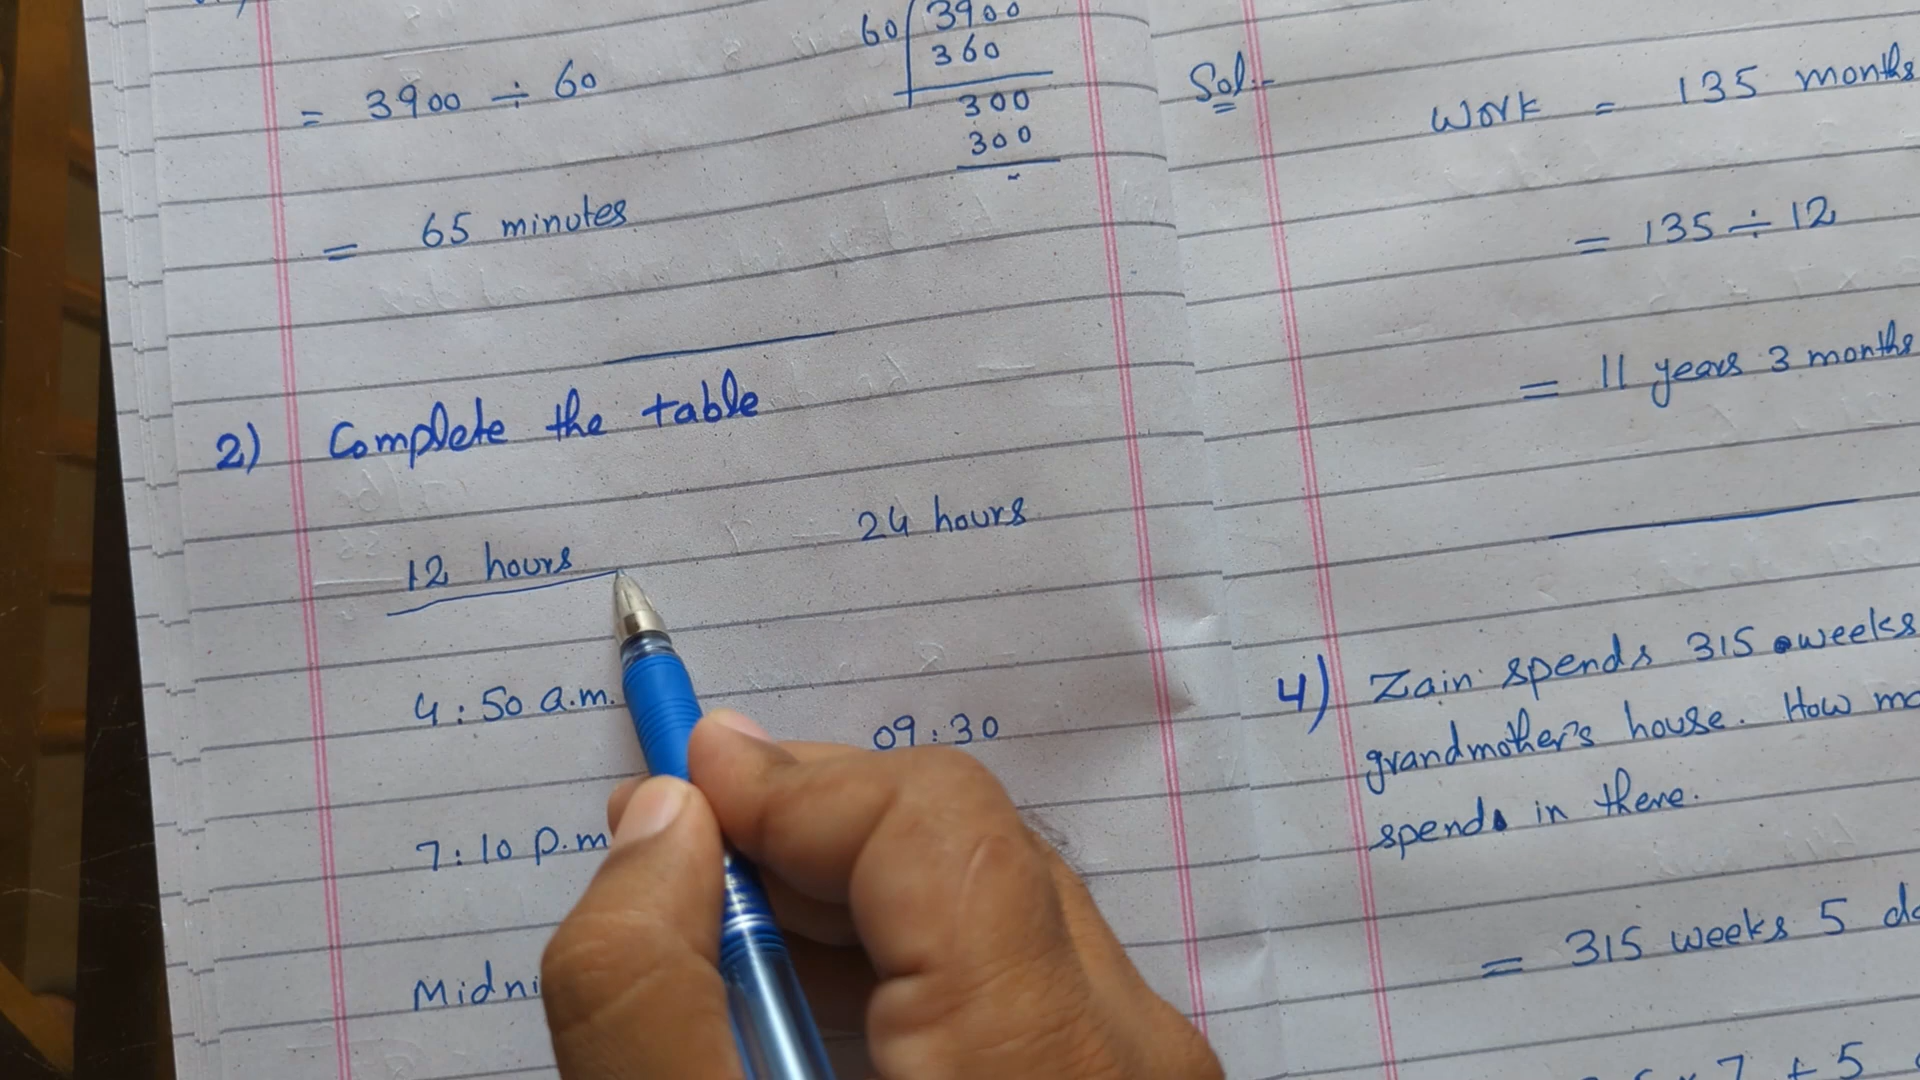 60 3900
360
= 3900 ÷ 60
300
300
= 65 minutes
2) Complete the table
12 hours 24 hours
4:50 a.m. 09:30
7:10 p.m
Sol:-
Work = 135 months
= 135 ÷ 12
= 11 years 3 months
4) Zain spends 315 weeks
grandmother's house. How
spends in there.
= 315 weeks 5
7 + 5